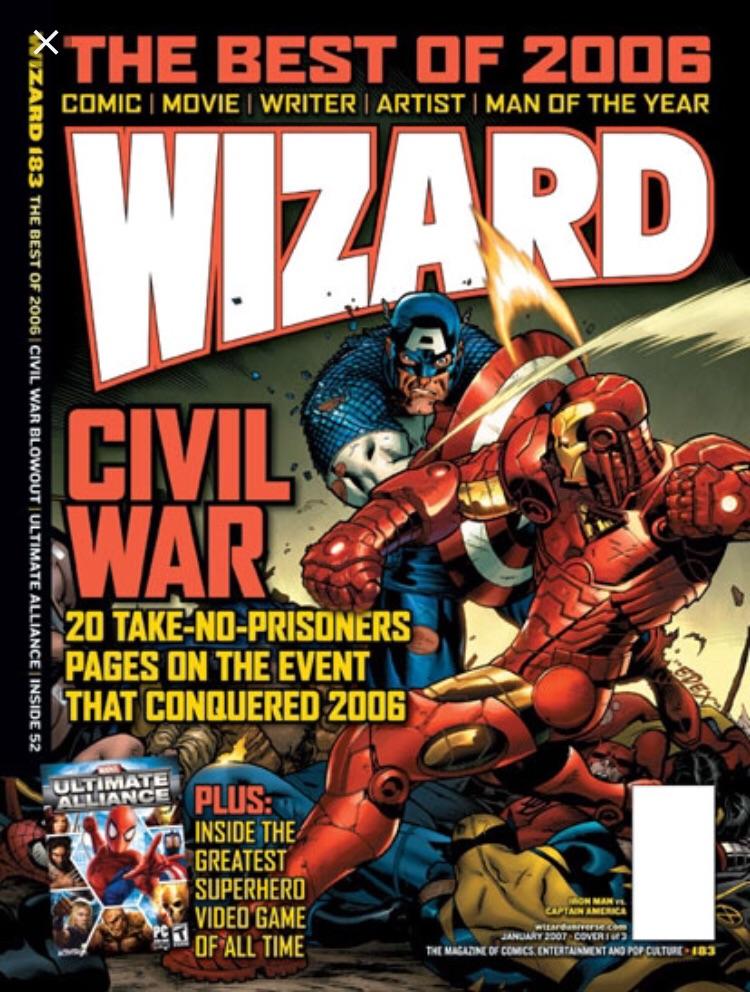 THE BEST OF 2006
COMIC | MOVIE | WRITER | ARTIST | MAN OF THE YEAR
WIZARD
WIZARD 183 THE BEST OF 2006 | CIVIL WAR BLOWOUT | ULTIMATE ALLIANCE | INSIDE 52
A
CIVIL
WAR
20 TAKE-NO-PRISONERS
PAGES ON THE EVENT
THAT CONQUERED 2006
MARVEL
ULTIMATE
ALLIANCE
PC
T
ACTIVISION
PLUS:
INSIDE THE
GREATEST
SUPERHERO
VIDEO GAME
OF ALL TIME
IRON MAN vs.
CAPTAIN AMERICA
wizarduniverse.com
JANUARY 2007 • COVER 1 of 3
THE MAGAZINE OF COMICS, ENTERTAINMENT AND POP CULTURE • 183